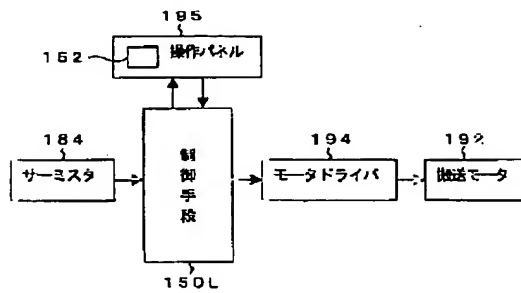 195
162
操作パネル
184
194
192
サーミスタ
制御手段
モータドライバ
搬送モータ
150L